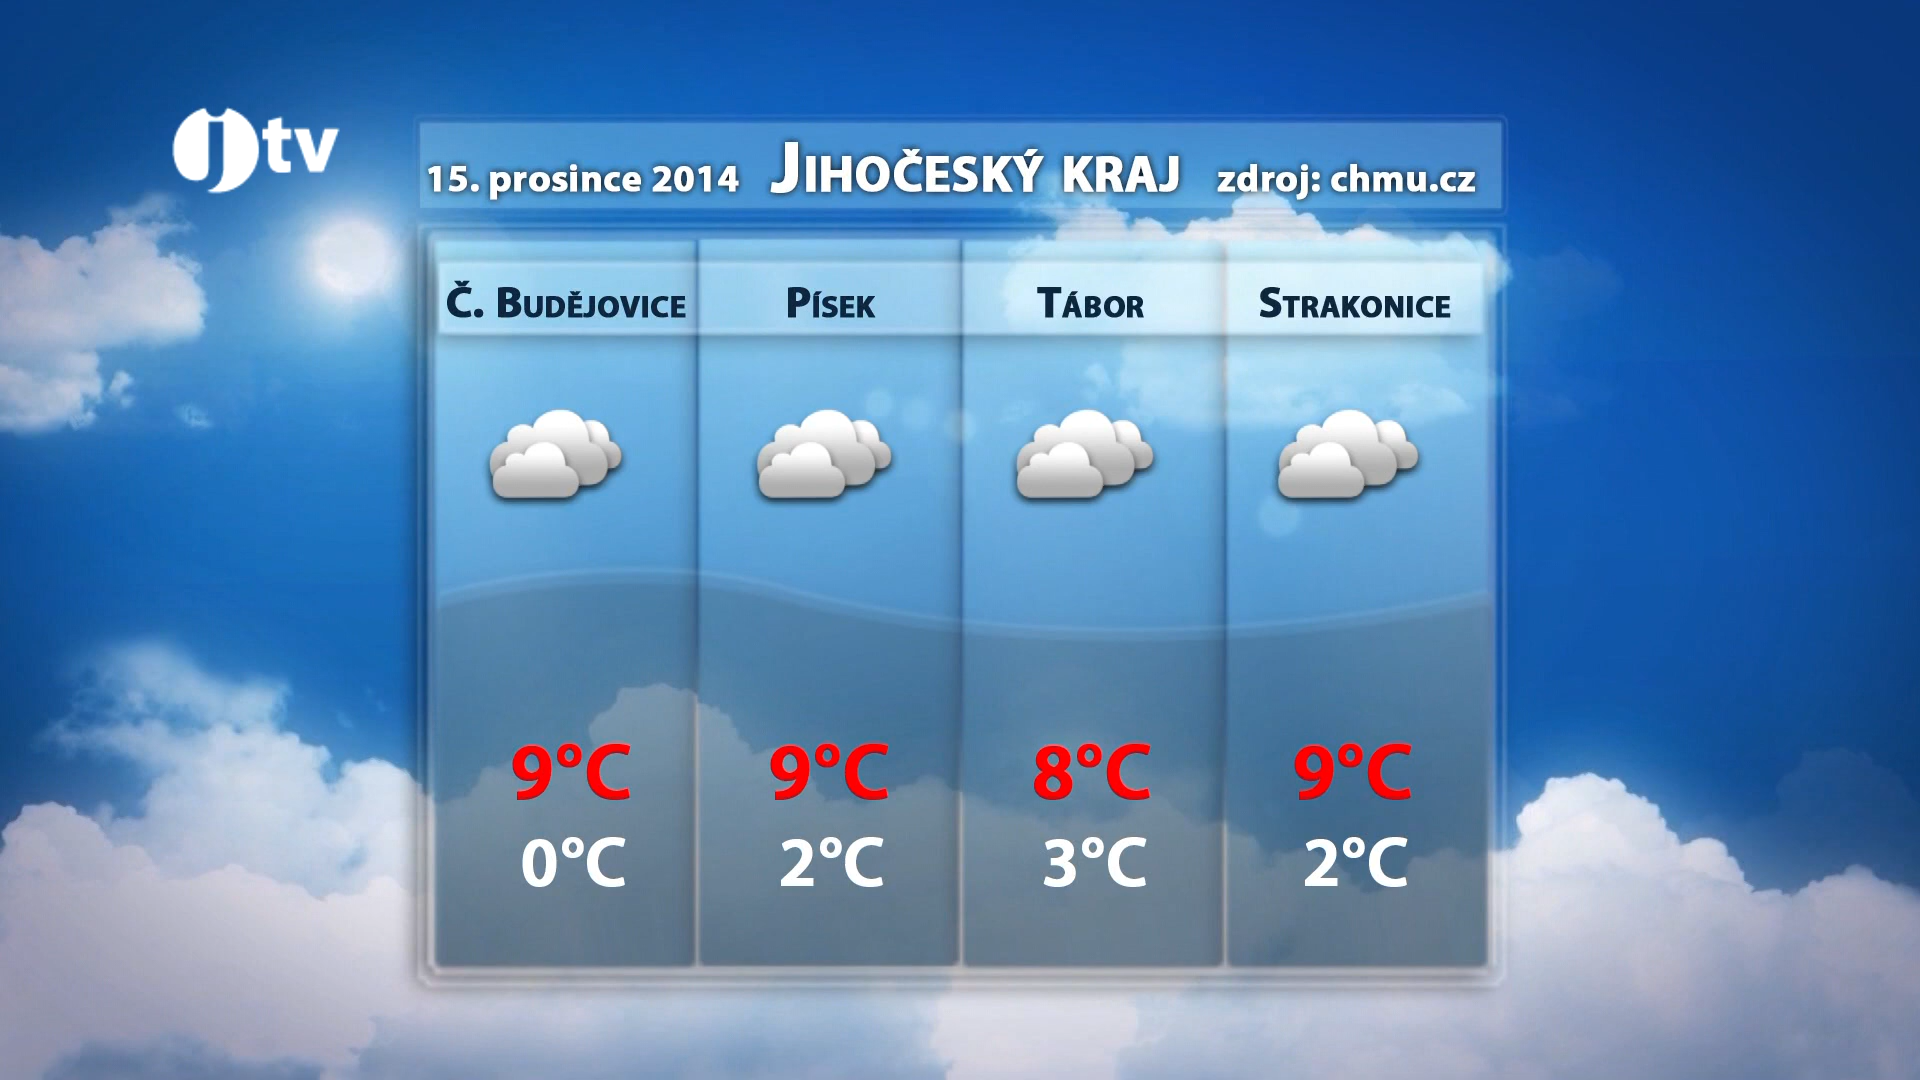 jtv
15. prosince 2014 Jihočeský kraj zdroj: chmu.cz
Č. Budějovice Písek Tábor Strakonice
9°C 9°C 8°C 9°C
0°C 2°C 3°C 2°C